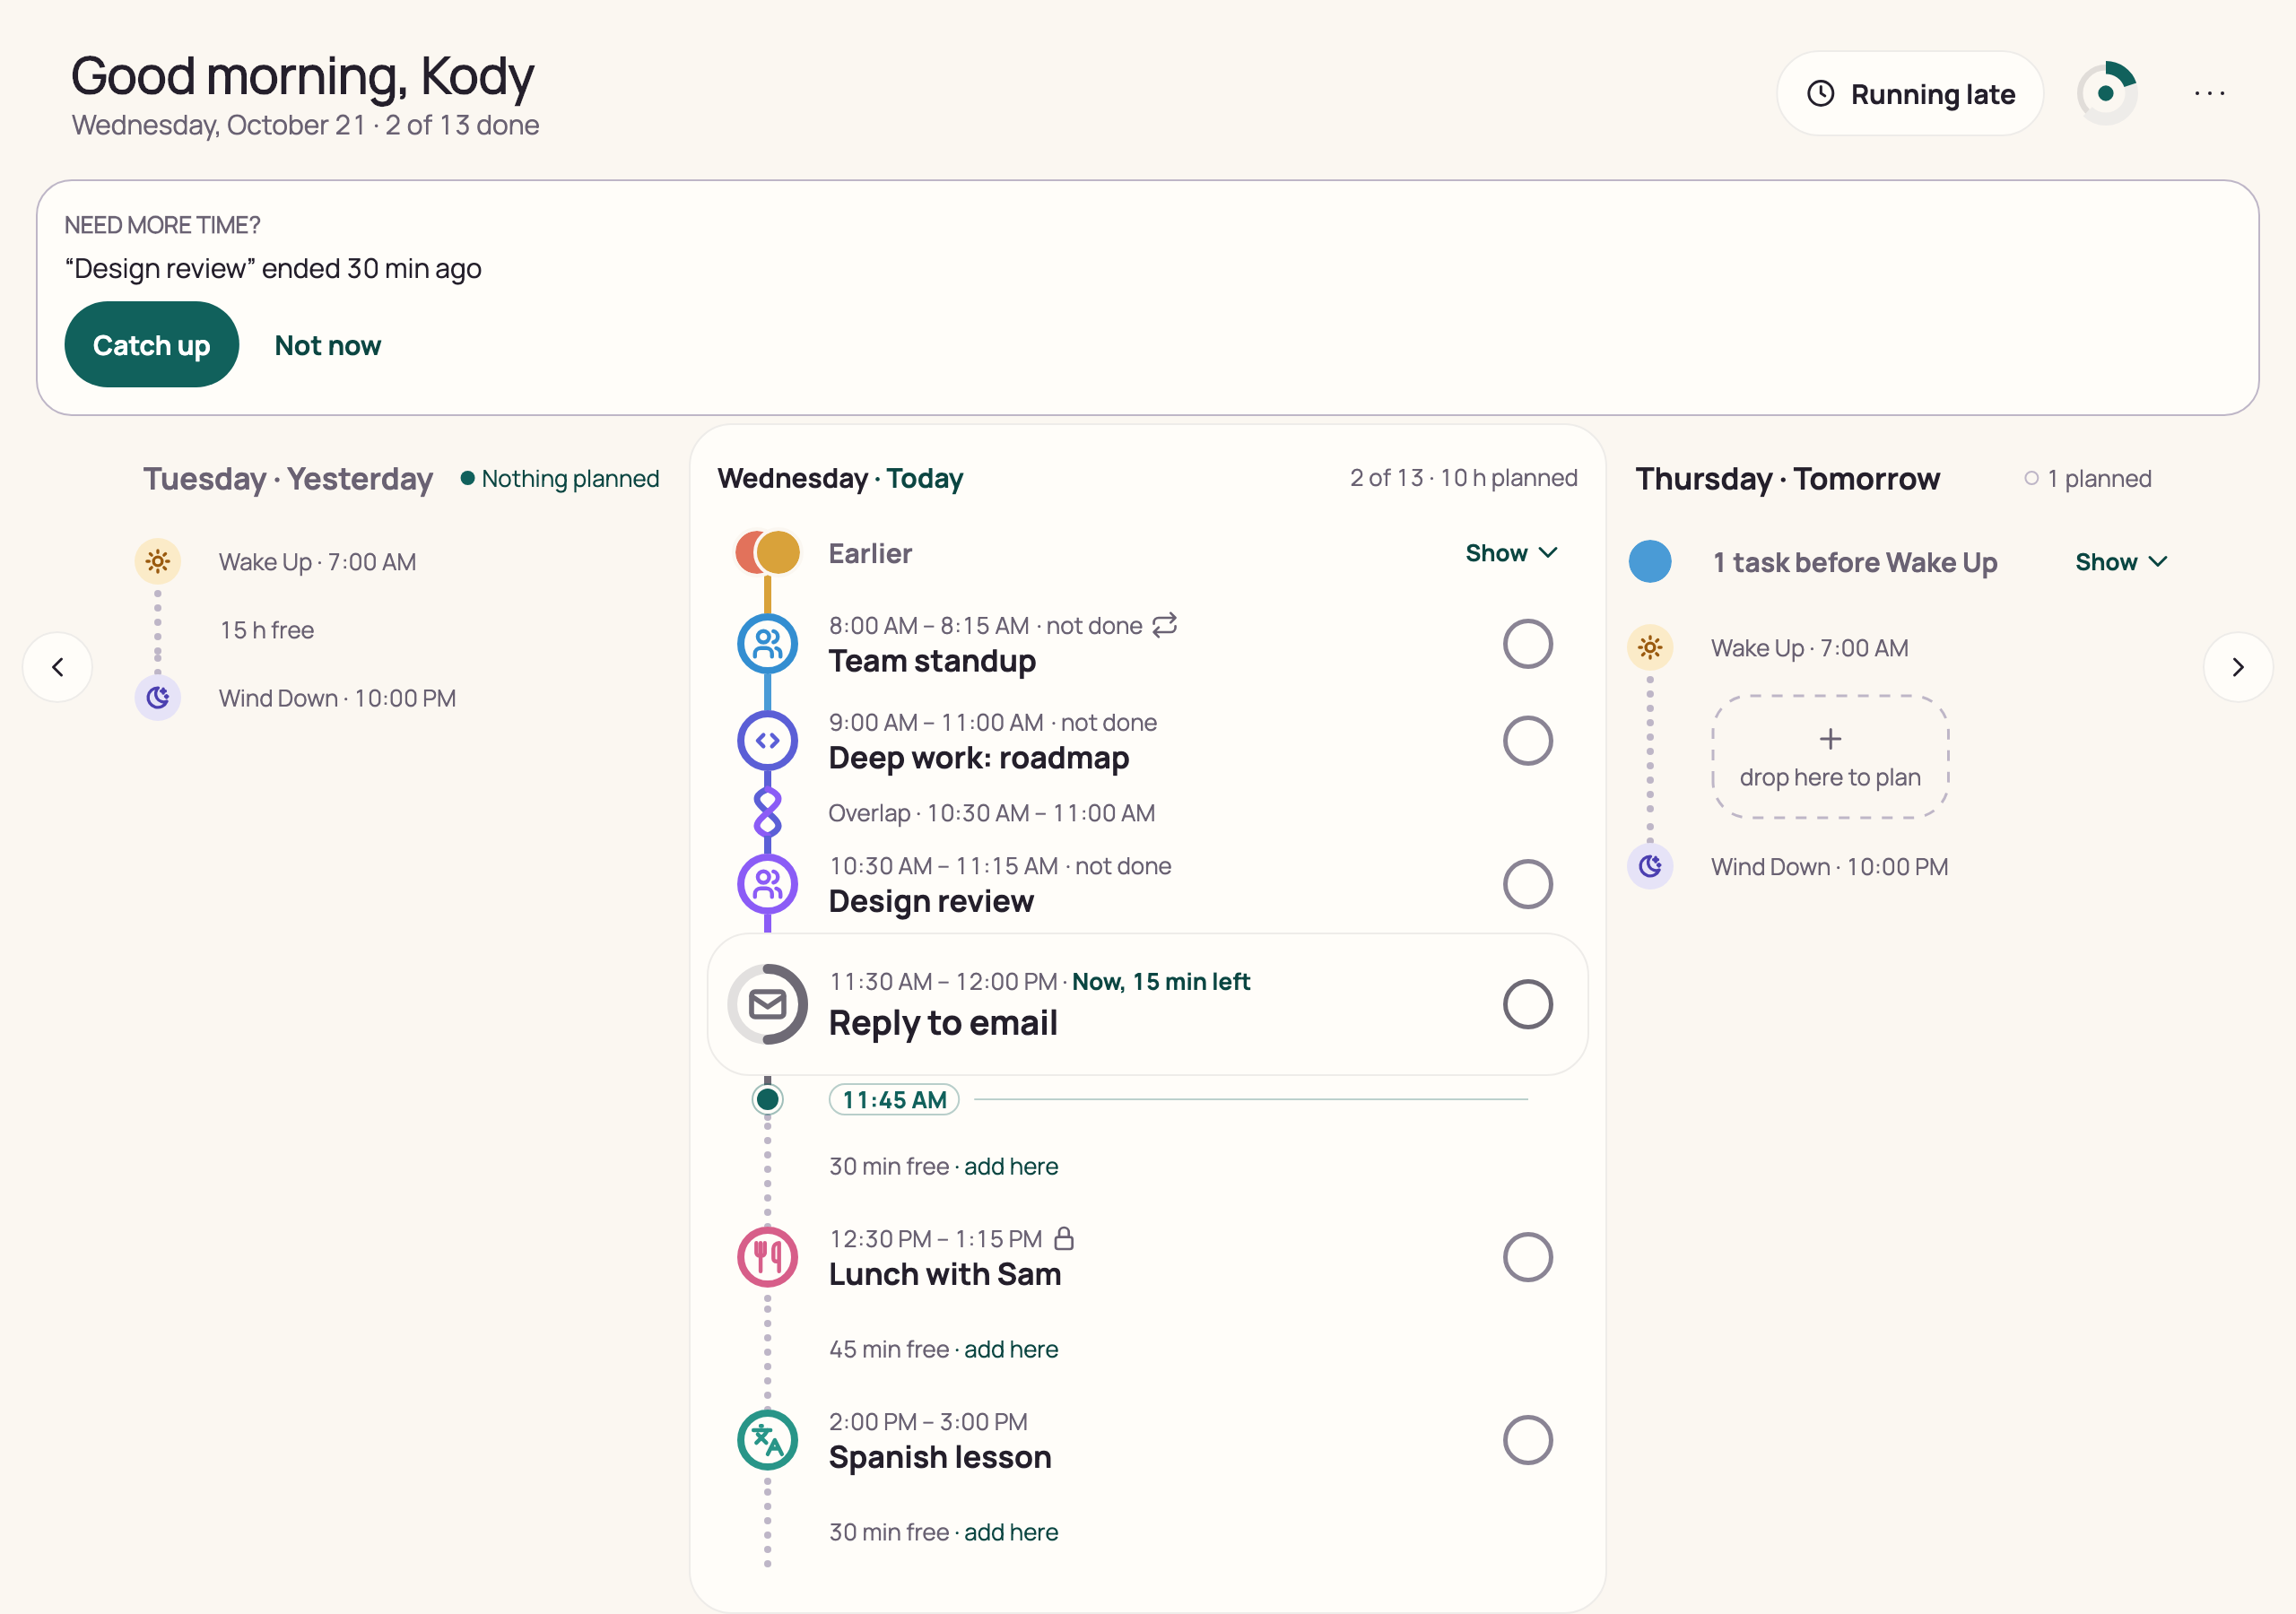 Good morning, Kody
Wednesday, October 21 · 2 of 13 done
Running late
NEED MORE TIME?
“Design review” ended 30 min ago
Catch up
Not now
Tuesday · Yesterday
Nothing planned
Wake Up · 7:00 AM
15 h free
Wind Down · 10:00 PM
Wednesday · Today
2 of 13 · 10 h planned
Earlier
Show
8:00 AM – 8:15 AM · not done
Team standup
9:00 AM – 11:00 AM · not done
Deep work: roadmap
Overlap · 10:30 AM – 11:00 AM
10:30 AM – 11:15 AM · not done
Design review
11:30 AM – 12:00 PM · Now, 15 min left
Reply to email
11:45 AM
30 min free · add here
12:30 PM – 1:15 PM
Lunch with Sam
45 min free · add here
2:00 PM – 3:00 PM
Spanish lesson
30 min free · add here
Thursday · Tomorrow
1 planned
1 task before Wake Up
Show
Wake Up · 7:00 AM
drop here to plan
Wind Down · 10:00 PM